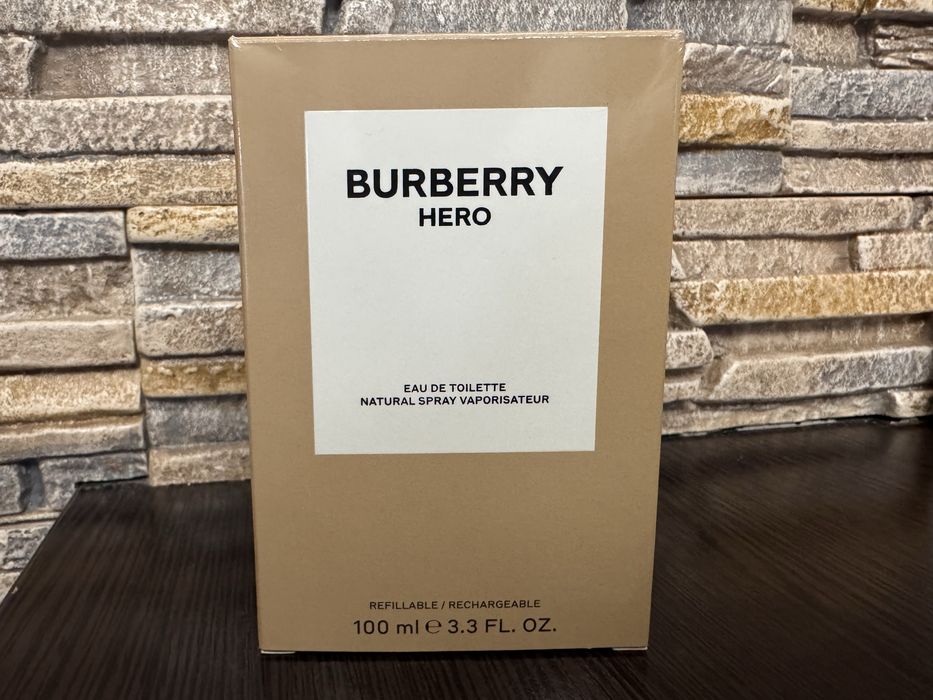 BURBERRY
HERO
EAU DE TOILETTE
NATURAL SPRAY VAPORISATEUR
REFILLABLE / RECHARGEABLE
100 ml ℮ 3.3 FL. OZ.